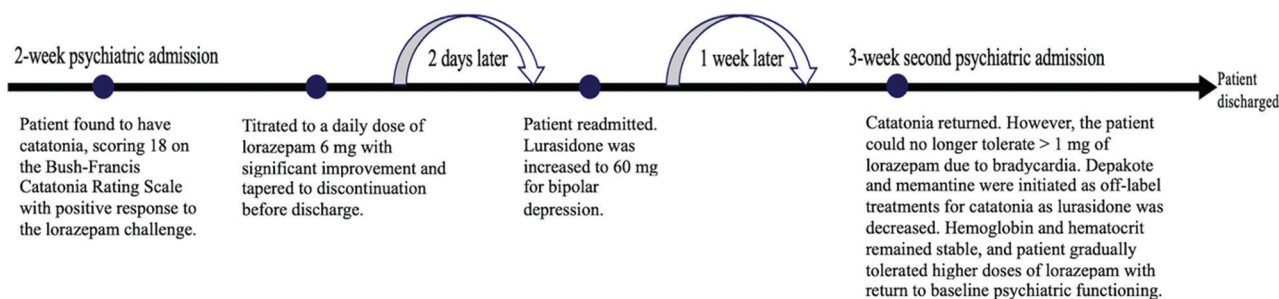 2-week psychiatric admission
2 days later
1 week later
3-week second psychiatric admission
Patient
discharged
Patient found to have
catatonia, scoring 18 on
the Bush-Francis
Catatonia Rating Scale
with positive response to
the lorazepam challenge.
Titrated to a daily dose of
lorazepam 6 mg with
significant improvement and
tapered to discontinuation
before discharge.
Patient readmitted.
Lurasidone was
increased to 60 mg
for bipolar
depression.
Catatonia returned. However, the patient
could no longer tolerate > 1 mg of
lorazepam due to bradycardia. Depakote
and memantine were initiated as off-label
treatments for catatonia as lurasidone was
decreased. Hemoglobin and hematocrit
remained stable, and patient gradually
tolerated higher doses of lorazepam with
return to baseline psychiatric functioning.